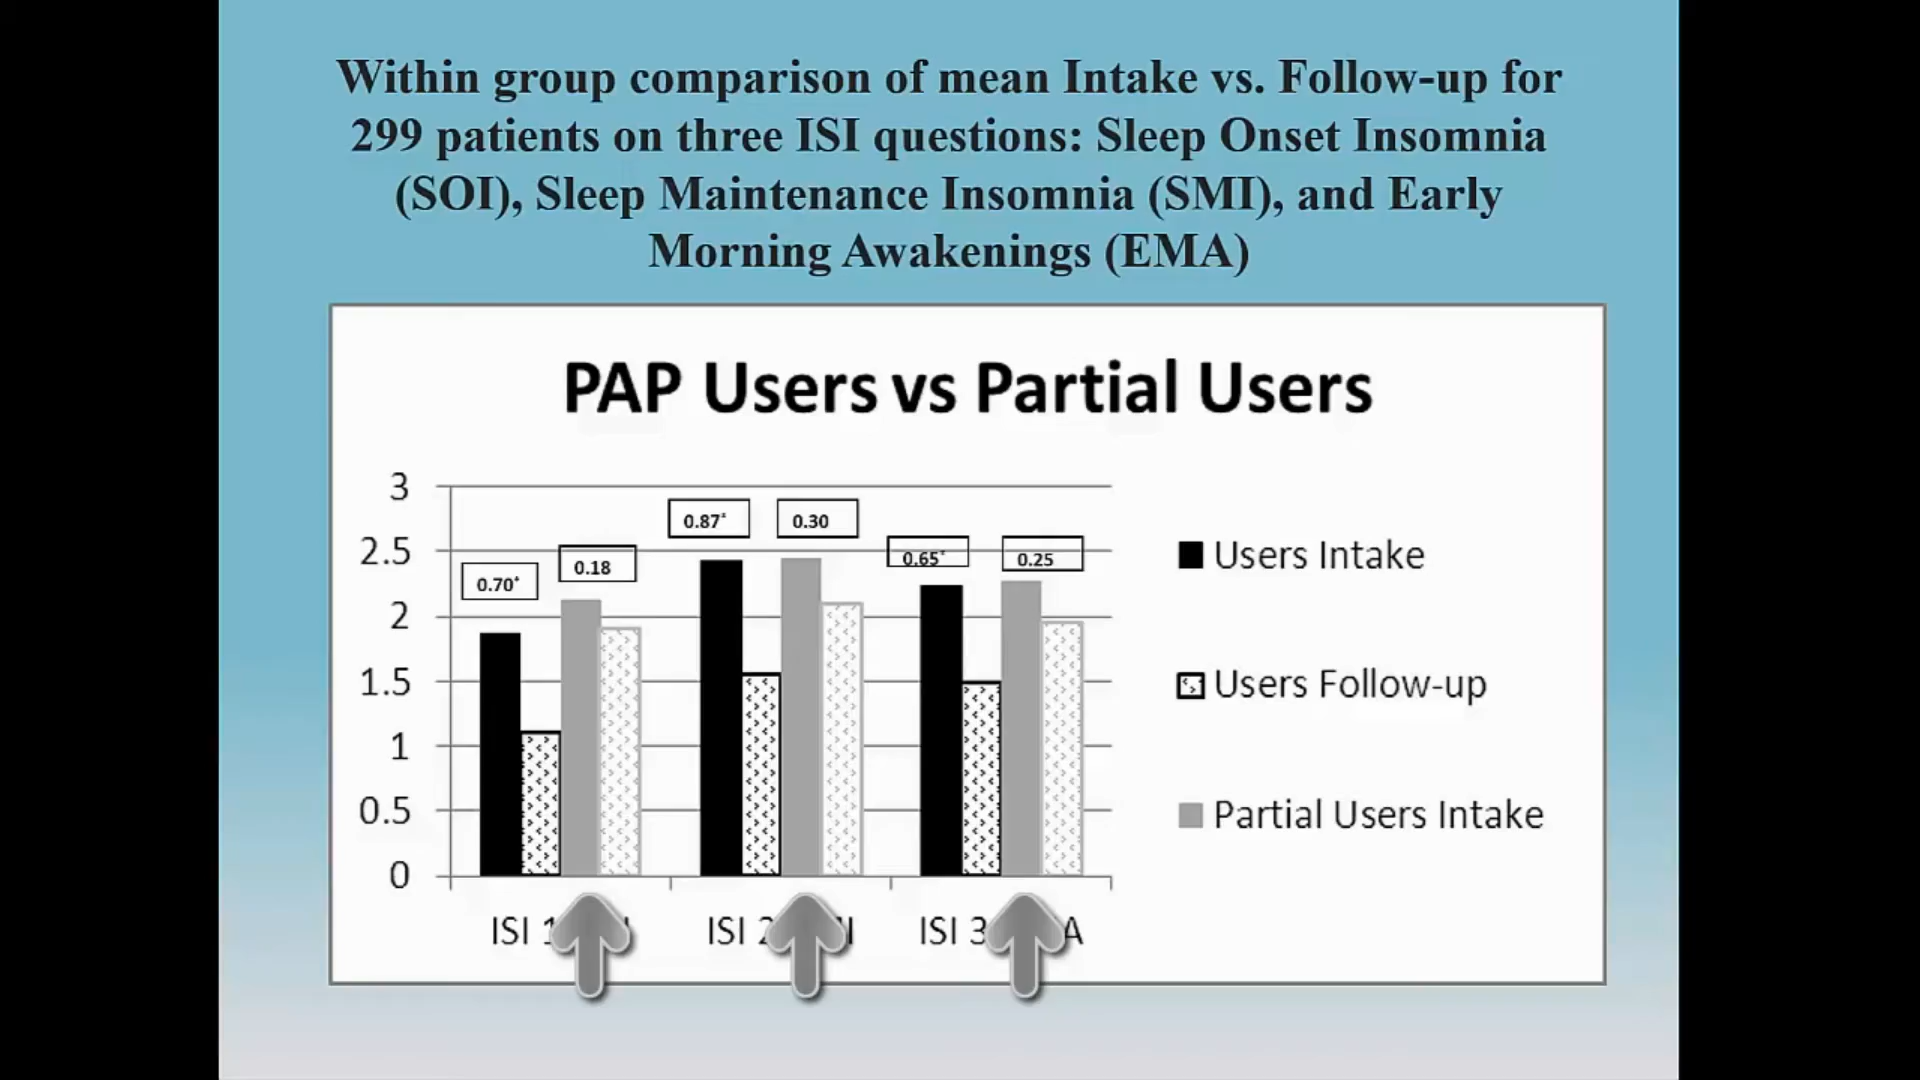 Within group comparison of mean Intake vs. Follow-up for
299 patients on three ISI questions: Sleep Onset Insomnia
(SOI), Sleep Maintenance Insomnia (SMI), and Early
Morning Awakenings (EMA)
PAP Users vs Partial Users
3
2.5
2
1.5
1
0.5
0
0.70*
0.18
0.87*
0.30
0.65*
0.25
ISI 1
ISI 2
ISI 3
Users Intake
Users Follow-up
Partial Users Intake